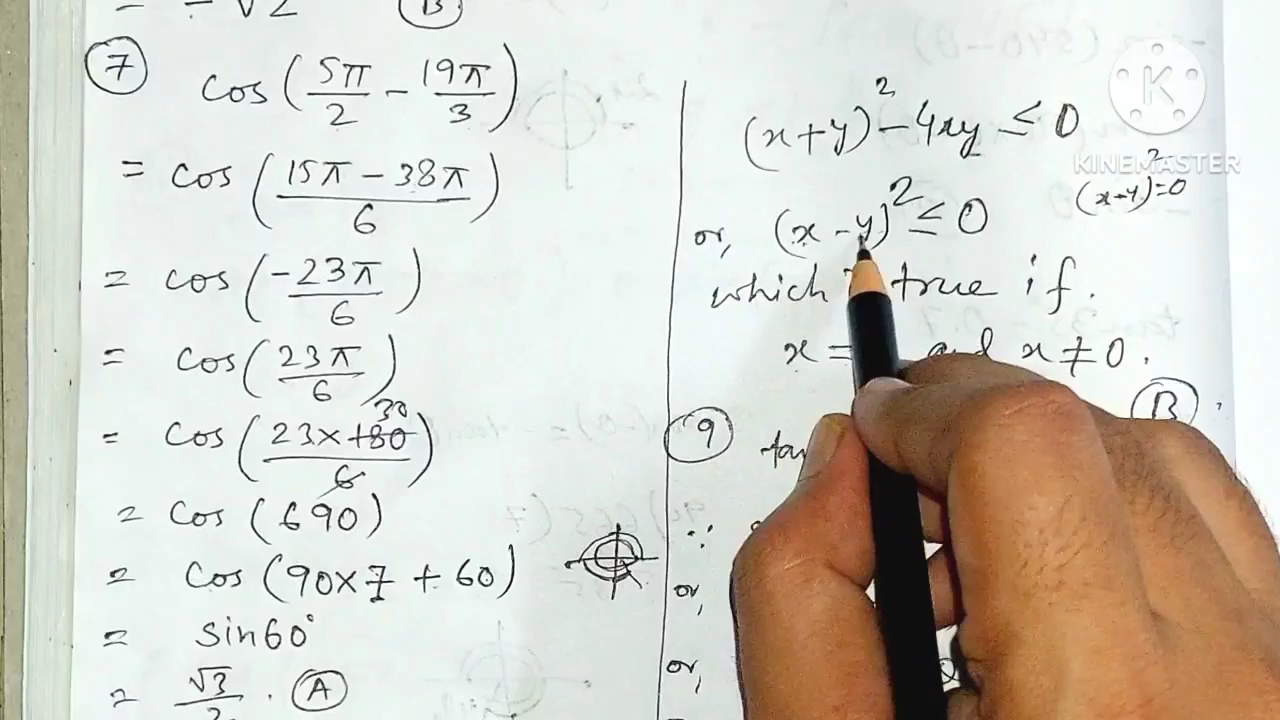 = -√2 (B)
7 cos(5π/2 - 19π/3)
= cos((15π - 38π)/6)
= cos(-23π/6)
= cos(23π/6)
= cos((23×180)/6) 30
= cos(690)
= cos(90×7 + 60)
= sin60°
= √3/2 . (A)
(x+y)² - 4xy ≤ 0
(x+y)²=0
or, (x-y)² ≤ 0
which true if.
x = and x ≠ 0.
(B).
9 tan
∵
or,
or,
K
KINEMASTER